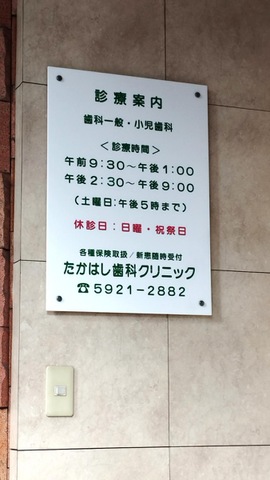 診療案内
歯科一般・小児歯科
＜診療時間＞
午前9:30～午後1:00
午後2:30～午後9:00
（土曜日:午後5時まで）
休診日：日曜・祝祭日
各種保険取扱／新患随時受付
たかはし歯科クリニック
☎5921-2882